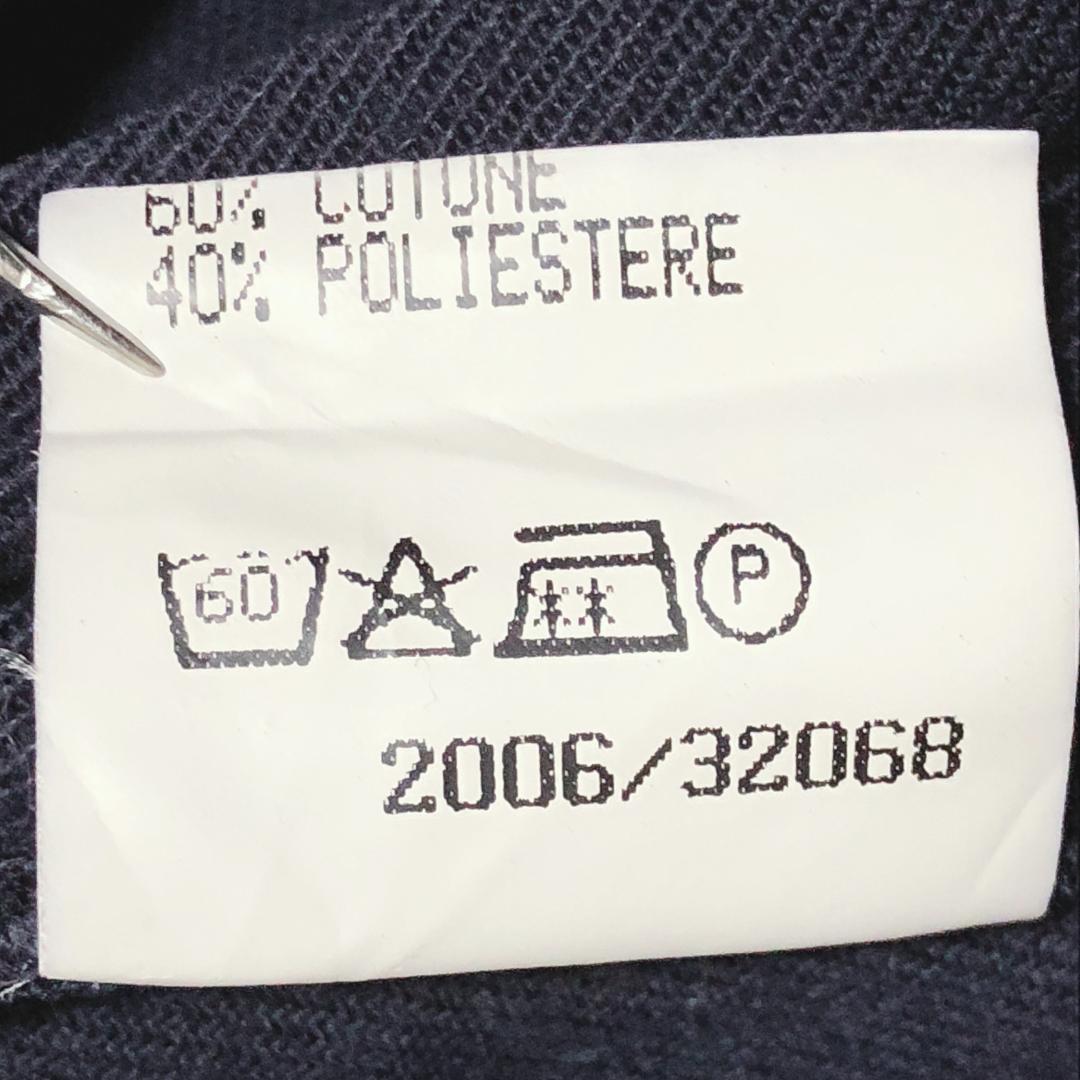 60% COTONE
40% POLIESTERE
60
P
2006/32068